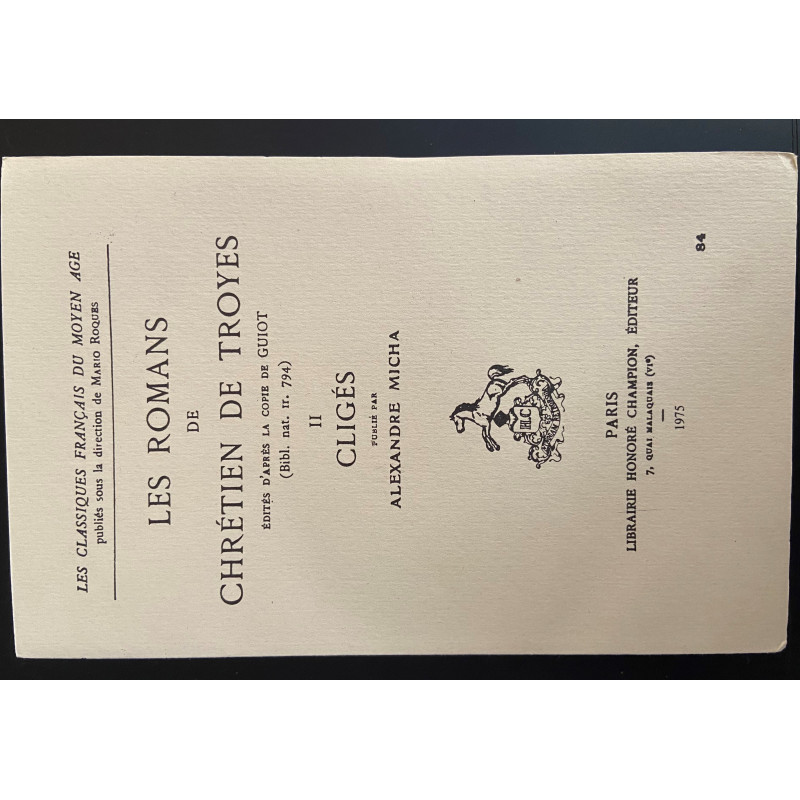 LES CLASSIQUES FRANÇAIS DU MOYEN AGE
publiés sous la direction de MARIO ROQUES
LES ROMANS
DE
CHRÉTIEN DE TROYES
ÉDITÉS D'APRÈS LA COPIE DE GUIOT
(Bibl. nat. fr. 794)
II
CLIGÉS
PUBLIÉ PAR
ALEXANDRE MICHA
HLC
PARIS
LIBRAIRIE HONORÉ CHAMPION, ÉDITEUR
7, QUAI MALAQUAIS (VIᵉ)
1975
84